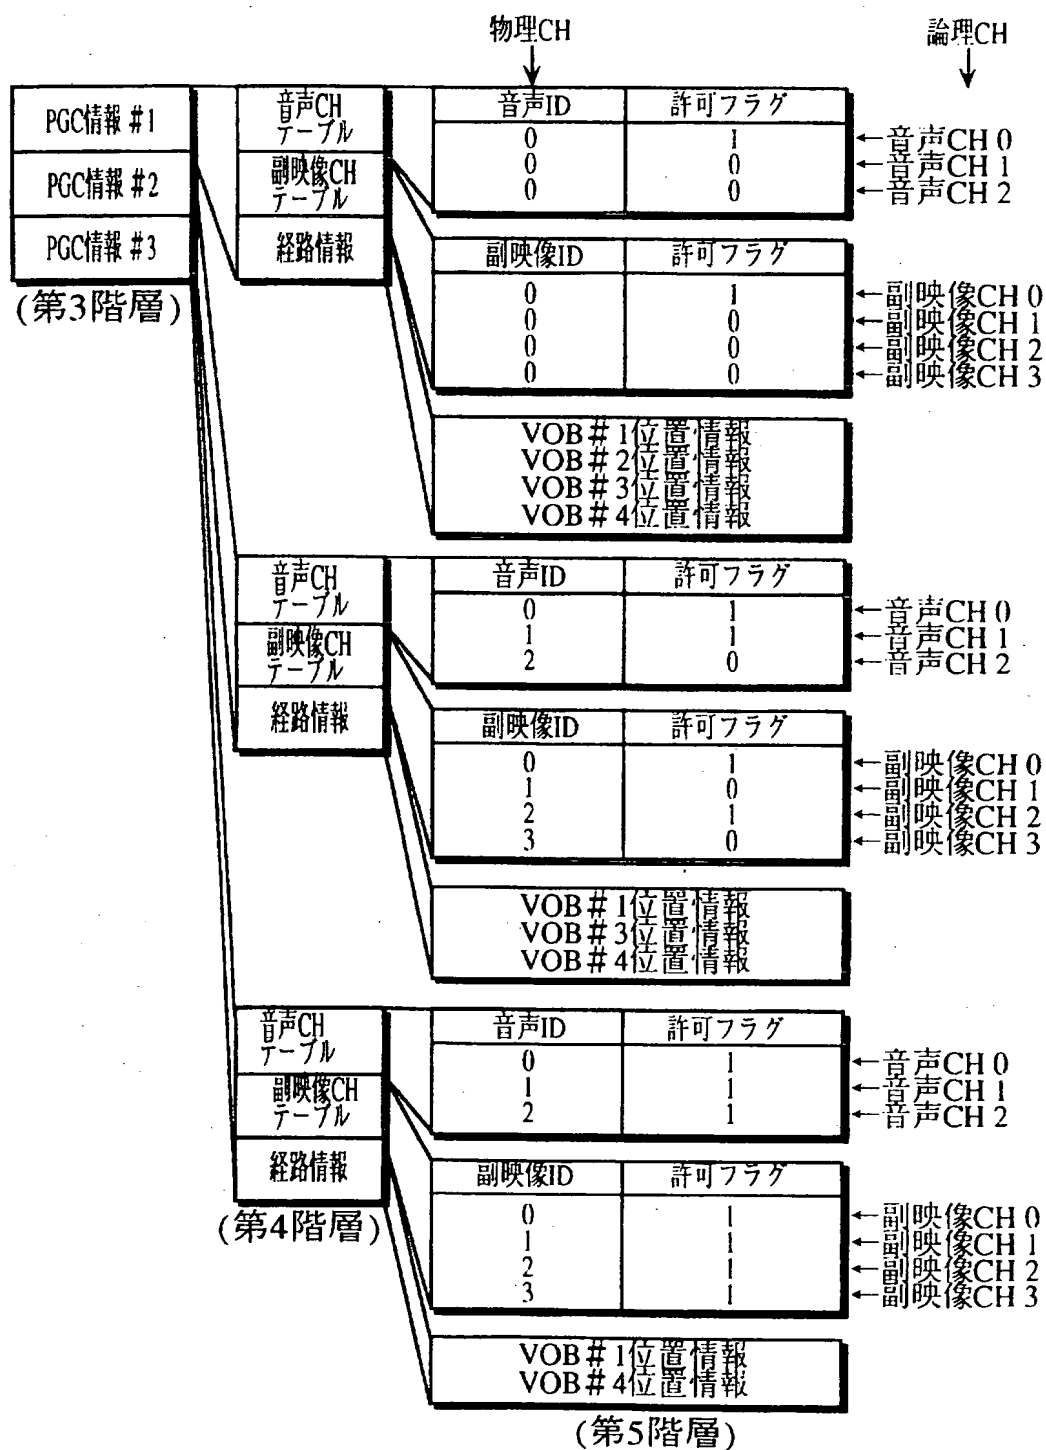 物理CH
論理CH
PGC情報 #1
PGC情報 #2
PGC情報 #3
(第3階層)
音声CH
テーブル
副映像CH
テーブル
経路情報
音声ID 許可フラグ
0 1 ←音声CH 0
0 0 ←音声CH 1
0 0 ←音声CH 2
副映像ID 許可フラグ
0 1 ←副映像CH 0
0 0 ←副映像CH 1
0 0 ←副映像CH 2
0 0 ←副映像CH 3
VOB#1位置情報
VOB#2位置情報
VOB#3位置情報
VOB#4位置情報
音声CH
テーブル
副映像CH
テーブル
経路情報
音声ID 許可フラグ
0 1 ←音声CH 0
1 1 ←音声CH 1
2 0 ←音声CH 2
副映像ID 許可フラグ
0 1 ←副映像CH 0
1 0 ←副映像CH 1
2 1 ←副映像CH 2
3 0 ←副映像CH 3
VOB#1位置情報
VOB#3位置情報
VOB#4位置情報
音声CH
テーブル
副映像CH
テーブル
経路情報
(第4階層)
音声ID 許可フラグ
0 1 ←音声CH 0
1 1 ←音声CH 1
2 1 ←音声CH 2
副映像ID 許可フラグ
0 1 ←副映像CH 0
1 1 ←副映像CH 1
2 1 ←副映像CH 2
3 1 ←副映像CH 3
VOB#1位置情報
VOB#4位置情報
(第5階層)